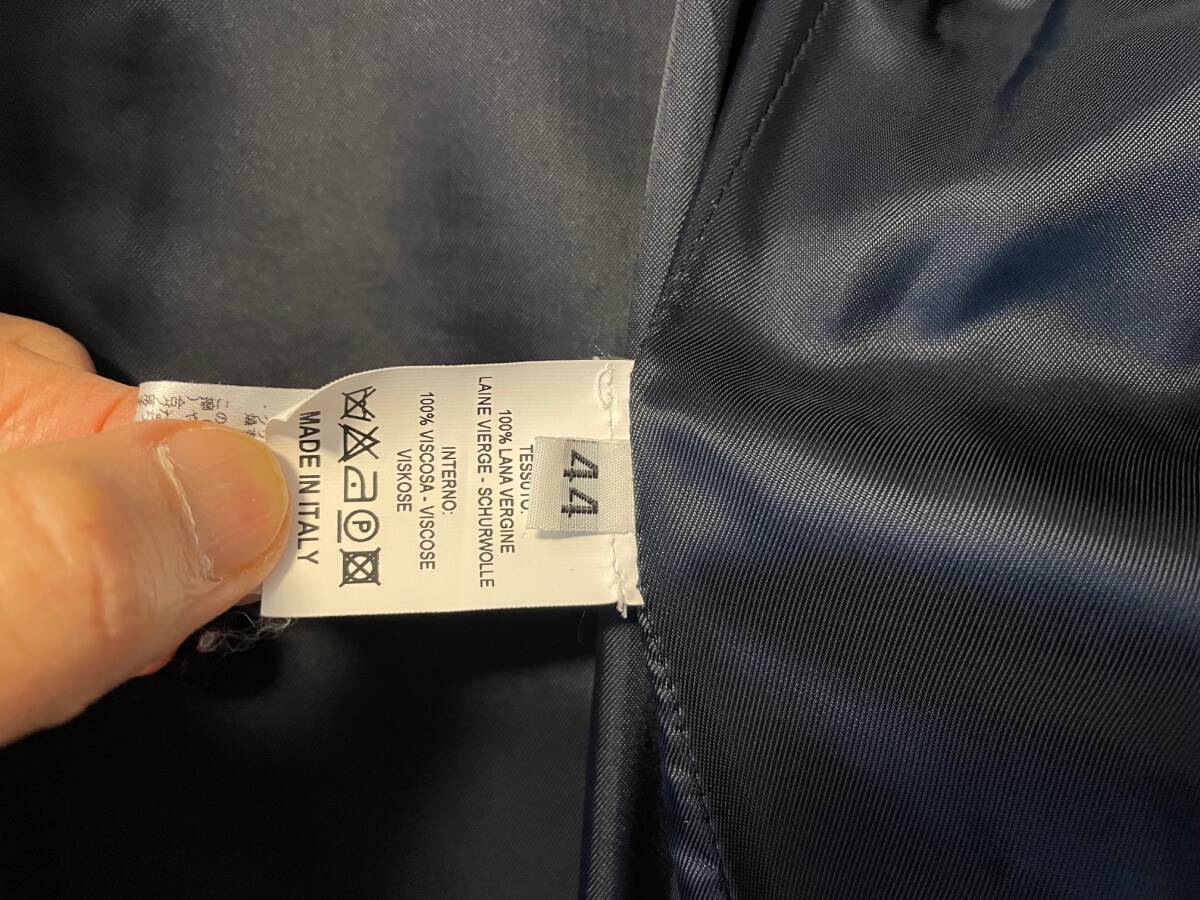 44
TESSUTO:
100% LANA VERGINE
LAINE VIERGE - SCHURWOLLE
INTERNO:
100% VISCOSA - VISCOSE
VISKOSE
P
MADE IN ITALY